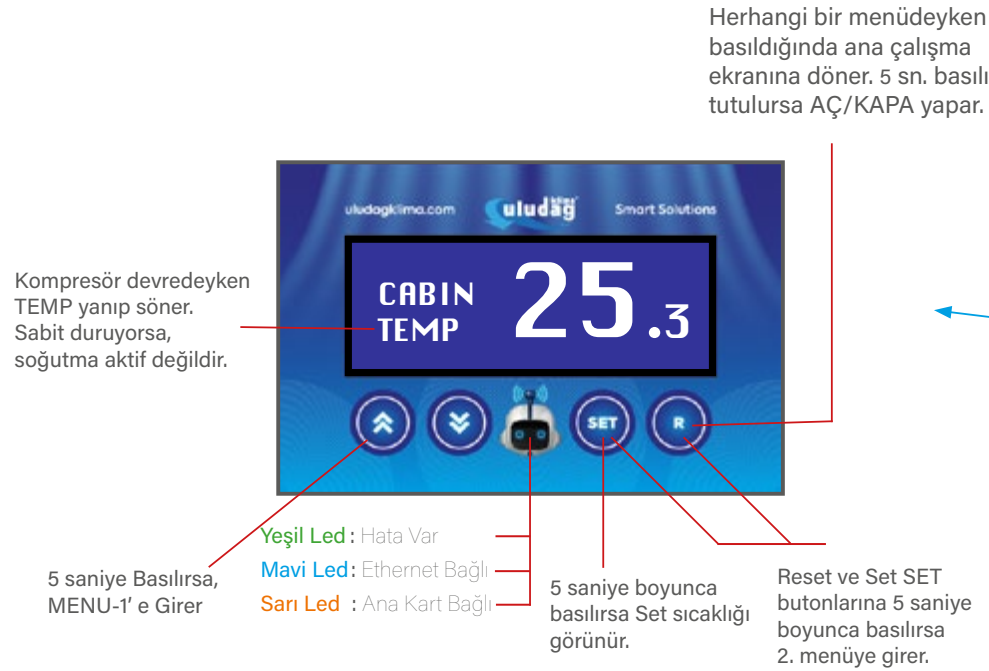 Herhangi bir menüdeyken
basıldığında ana çalışma
ekranına döner. 5 sn. basılı
tutulursa AÇ/KAPA yapar.
uludagklima.com
uludağ
klima
Smart Solutions
Kompresör devredeyken
TEMP yanıp söner.
Sabit duruyorsa,
soğutma aktif değildir.
CABIN
TEMP
25.3
SET
R
Yeşil Led : Hata Var
Mavi Led : Ethernet Bağlı
Sarı Led : Ana Kart Bağlı
5 saniye Basılırsa,
MENU-1' e Girer
5 saniye boyunca
basılırsa Set sıcaklığı
görünür.
Reset ve Set SET
butonlarına 5 saniye
boyunca basılırsa
2. menüye girer.